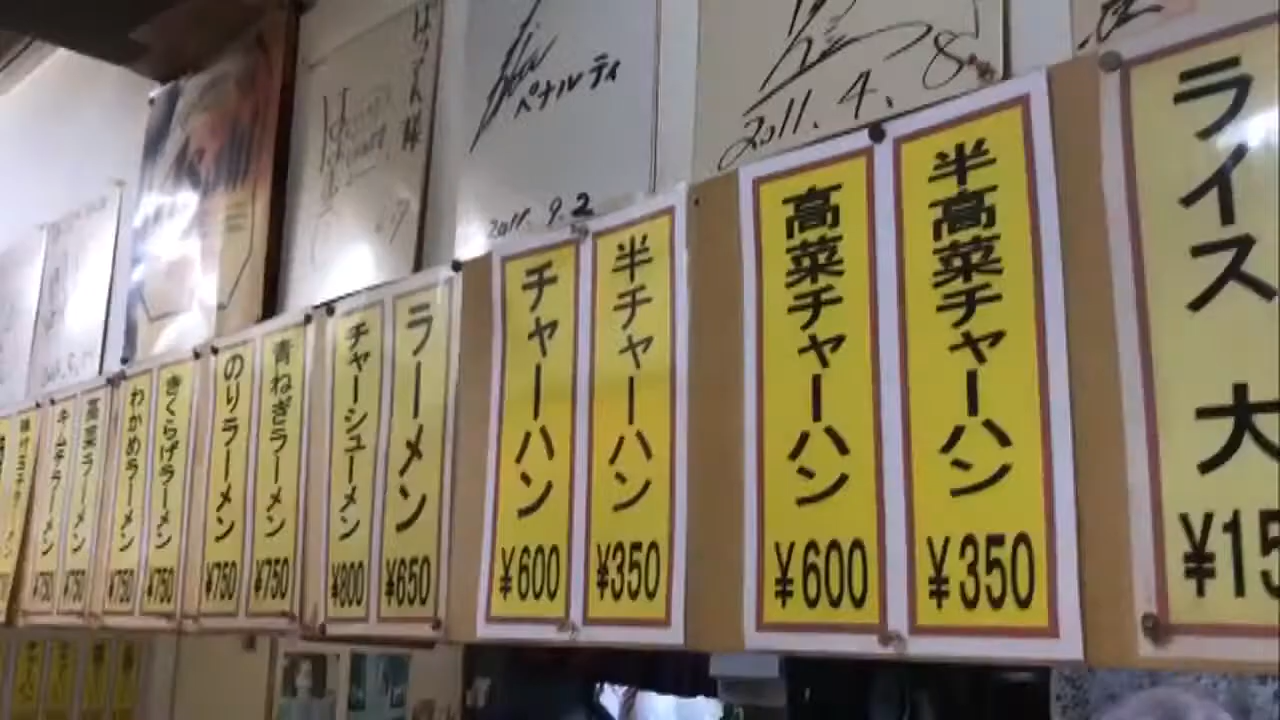 ぱってん様
ペナルティ
2011.9.2
2011.4.8.
キムチラーメン
¥750
高菜ラーメン
¥750
わかめラーメン
¥750
きくらげラーメン
¥750
のりラーメン
¥750
青ねぎラーメン
¥750
チャーシューメン
¥800
ラーメン
¥650
チャーハン
¥600
半チャーハン
¥350
高菜チャーハン
¥600
半高菜チャーハン
¥350
ライス 大
¥15